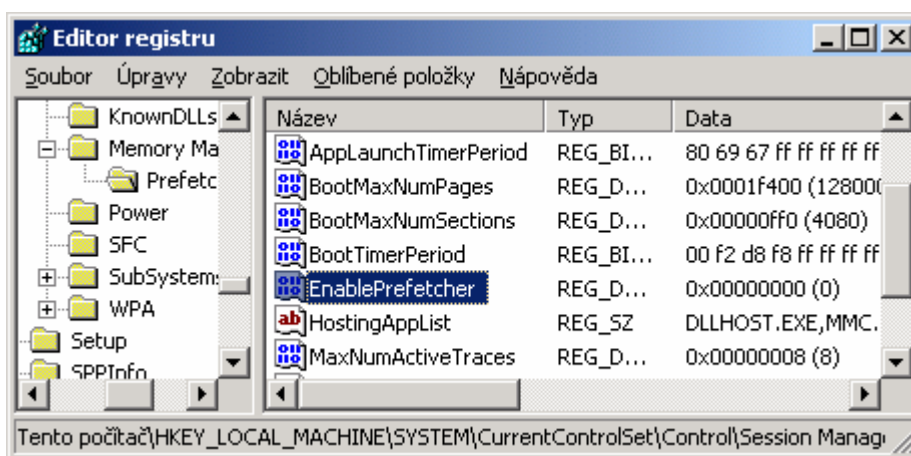 Editor registru
Soubor Úpravy Zobrazit Oblíbené položky Nápověda
KnownDLLs
Memory Ma
Prefetc
Power
SFC
SubSystem
WPA
Setup
SPPInfo
Název Typ Data
AppLaunchTimerPeriod REG_BI... 80 69 67 ff ff ff ff ff
BootMaxNumPages REG_D... 0x0001f400 (128000
BootMaxNumSections REG_D... 0x00000ff0 (4080)
BootTimerPeriod REG_BI... 00 f2 d8 f8 ff ff ff ff
EnablePrefetcher REG_D... 0x00000000 (0)
HostingAppList REG_SZ DLLHOST.EXE,MMC.
MaxNumActiveTraces REG_D... 0x00000008 (8)
Tento počítač\HKEY_LOCAL_MACHINE\SYSTEM\CurrentControlSet\Control\Session Manag